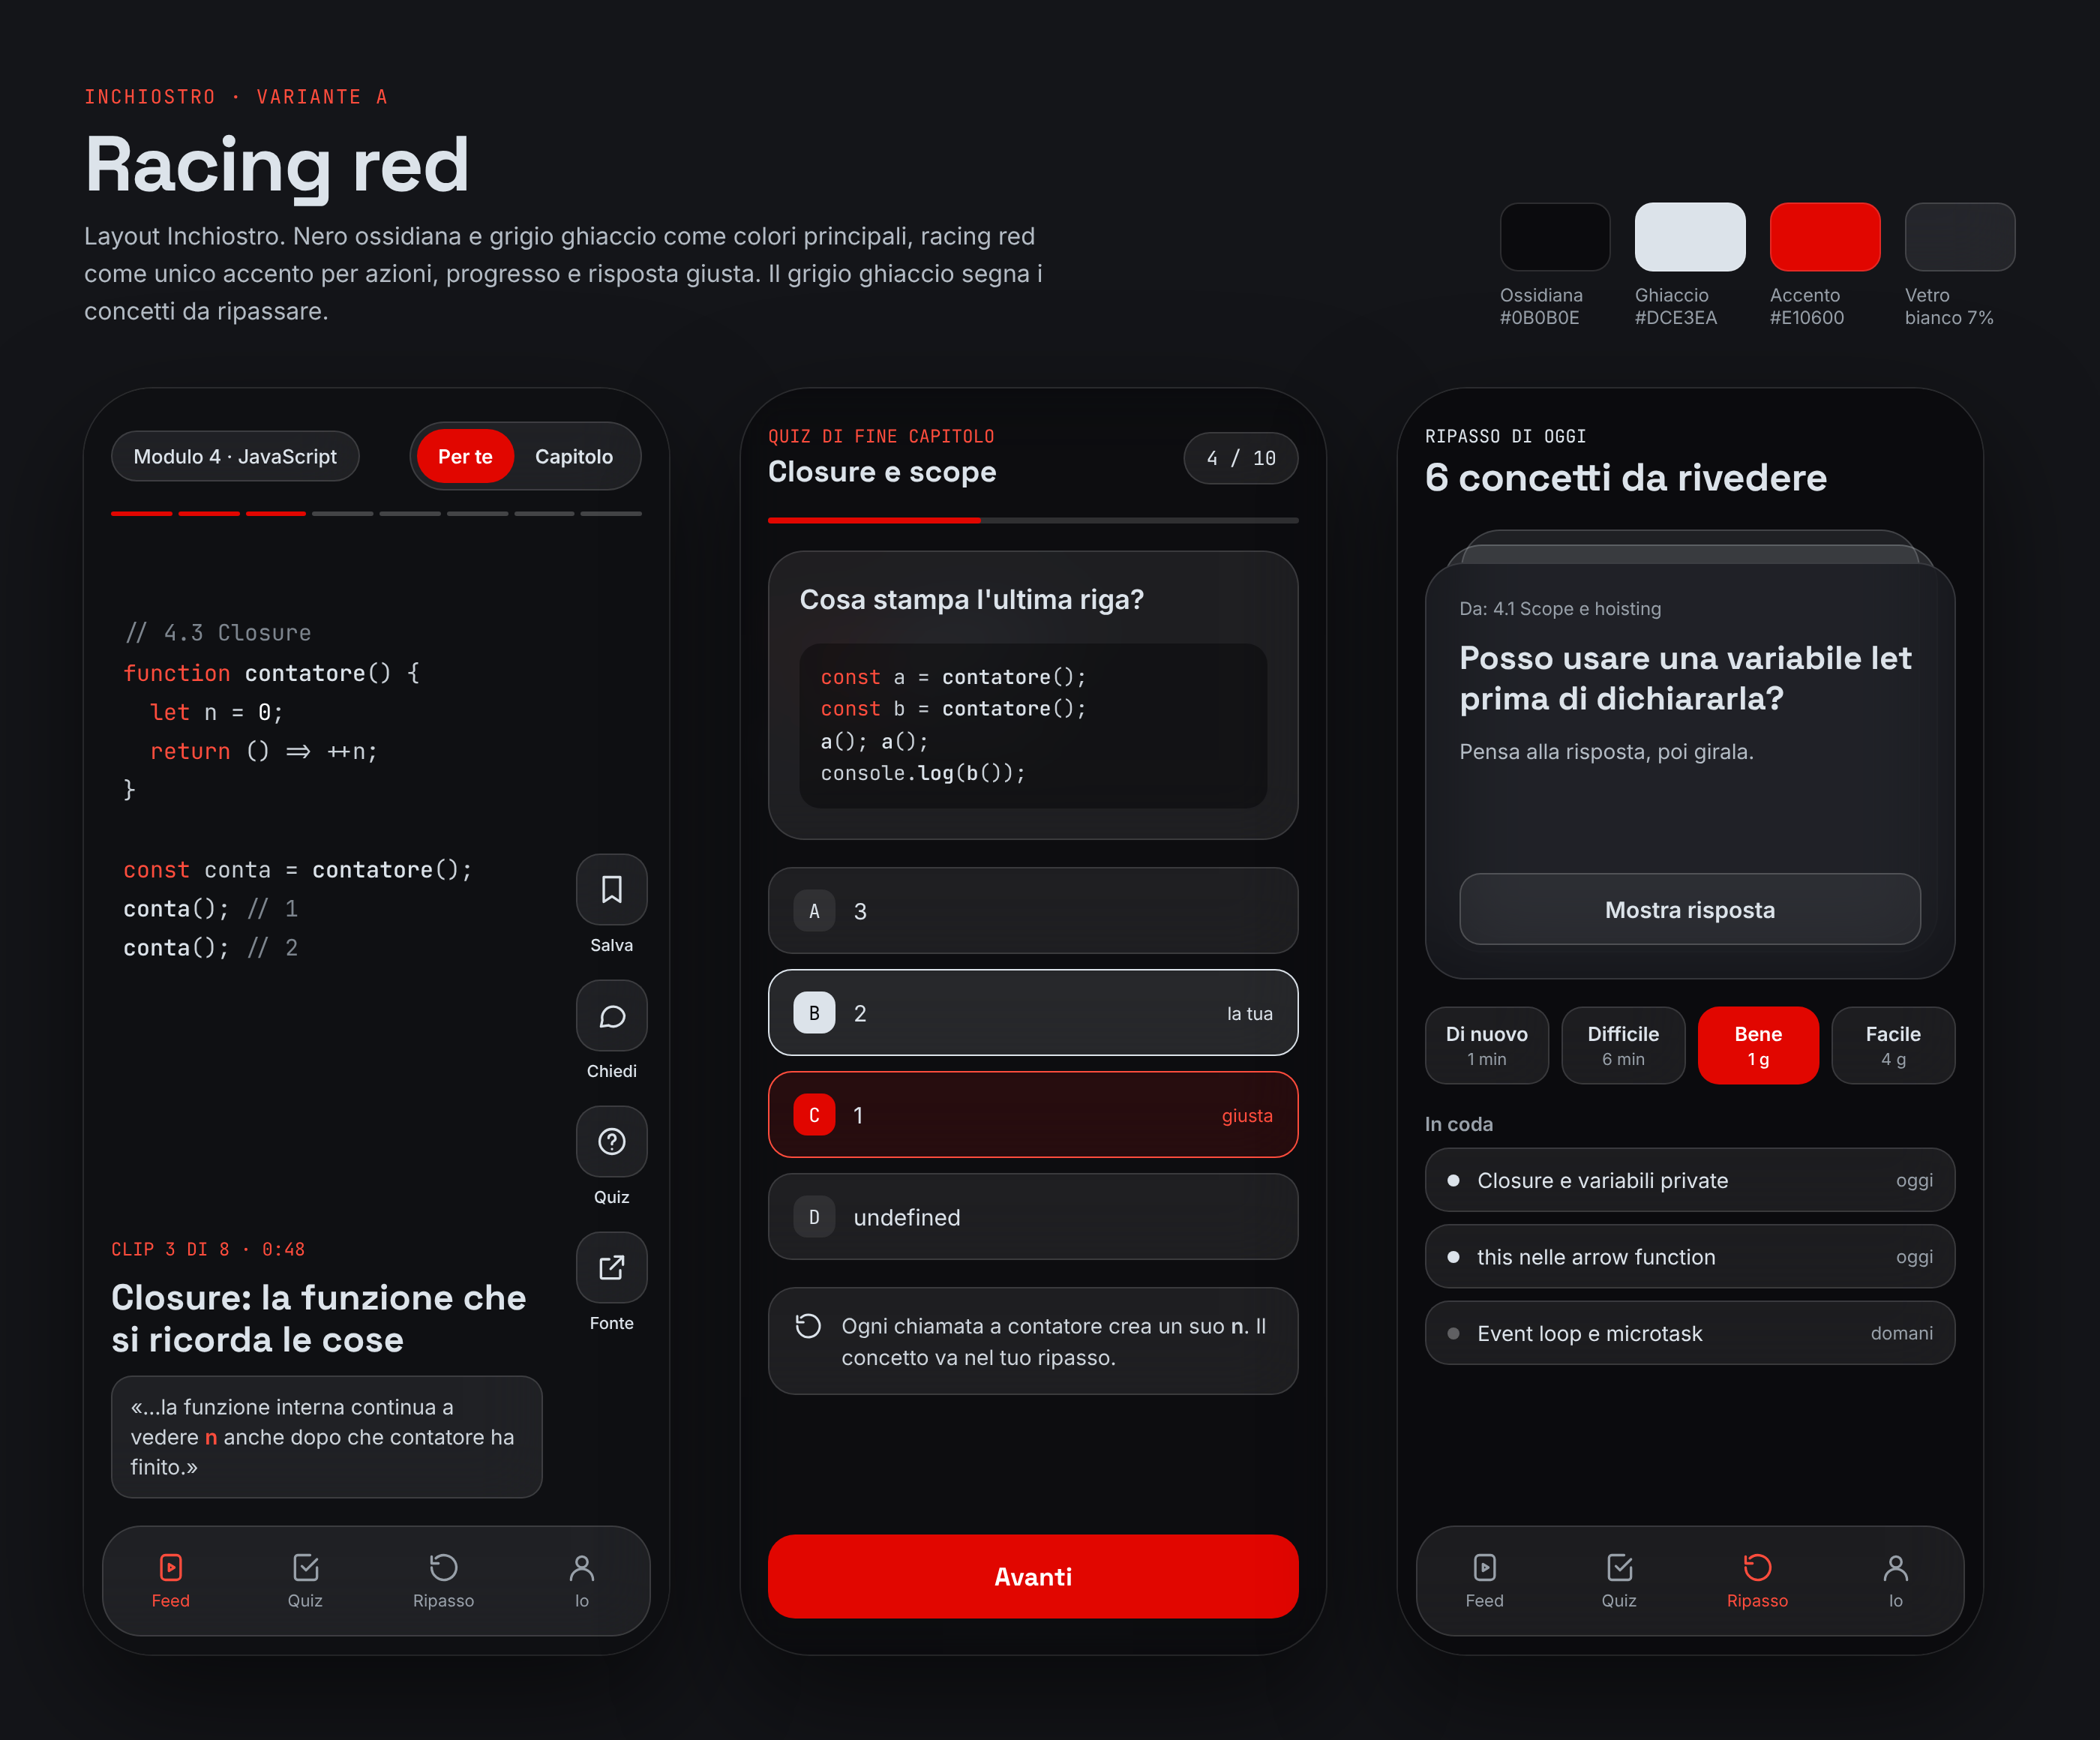 INCHIOSTRO · VARIANTE A
Racing red
Layout Inchiostro. Nero ossidiana e grigio ghiaccio come colori principali, racing red
come unico accento per azioni, progresso e risposta giusta. Il grigio ghiaccio segna i
concetti da ripassare.
Ossidiana
#0B0B0E
Ghiaccio
#DCE3EA
Accento
#E10600
Vetro
bianco 7%
Modulo 4 · JavaScript
Per te
Capitolo
// 4.3 Closure
function contatore() {
  let n = 0;
  return () => ++n;
}
const conta = contatore();
conta(); // 1
conta(); // 2
Salva
Chiedi
Quiz
Fonte
CLIP 3 DI 8 · 0:48
Closure: la funzione che
si ricorda le cose
«...la funzione interna continua a
vedere n anche dopo che contatore ha
finito.»
Feed
Quiz
Ripasso
Io
QUIZ DI FINE CAPITOLO
Closure e scope
4 / 10
Cosa stampa l'ultima riga?
const a = contatore();
const b = contatore();
a(); a();
console.log(b());
A 3
B 2 la tua
C 1 giusta
D undefined
Ogni chiamata a contatore crea un suo n. Il
concetto va nel tuo ripasso.
Avanti
RIPASSO DI OGGI
6 concetti da rivedere
Da: 4.1 Scope e hoisting
Posso usare una variabile let
prima di dichiararla?
Pensa alla risposta, poi girala.
Mostra risposta
Di nuovo
1 min
Difficile
6 min
Bene
1 g
Facile
4 g
In coda
Closure e variabili private oggi
this nelle arrow function oggi
Event loop e microtask domani
Feed
Quiz
Ripasso
Io